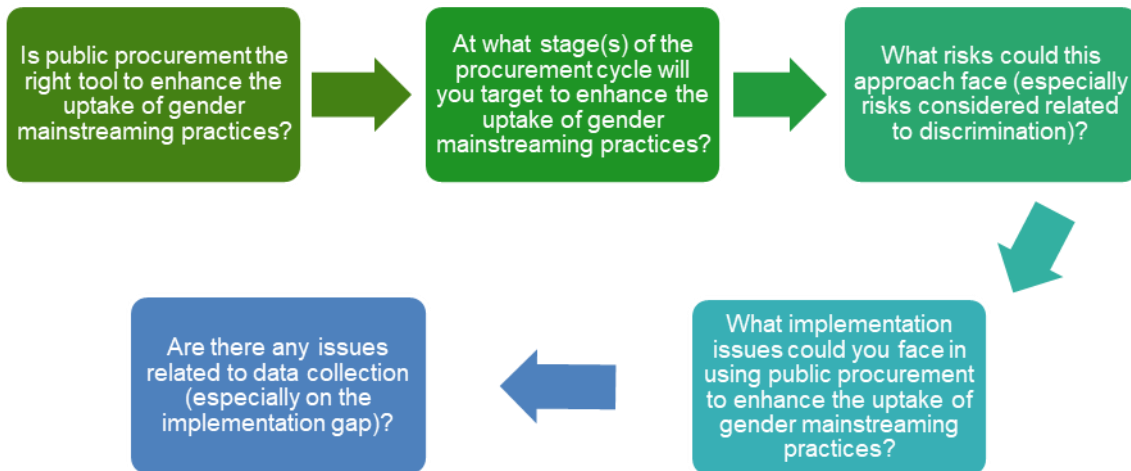 Is public procurement the
right tool to enhance the
uptake of gender
mainstreaming practices?
At what stage(s) of the
procurement cycle will
you target to enhance the
uptake of gender
mainstreaming practices?
What risks could this
approach face (especially
risks considered related
to discrimination)?
What implementation
issues could you face in
using public procurement
to enhance the uptake of
gender mainstreaming
practices?
Are there any issues
related to data collection
(especially on the
implementation gap)?